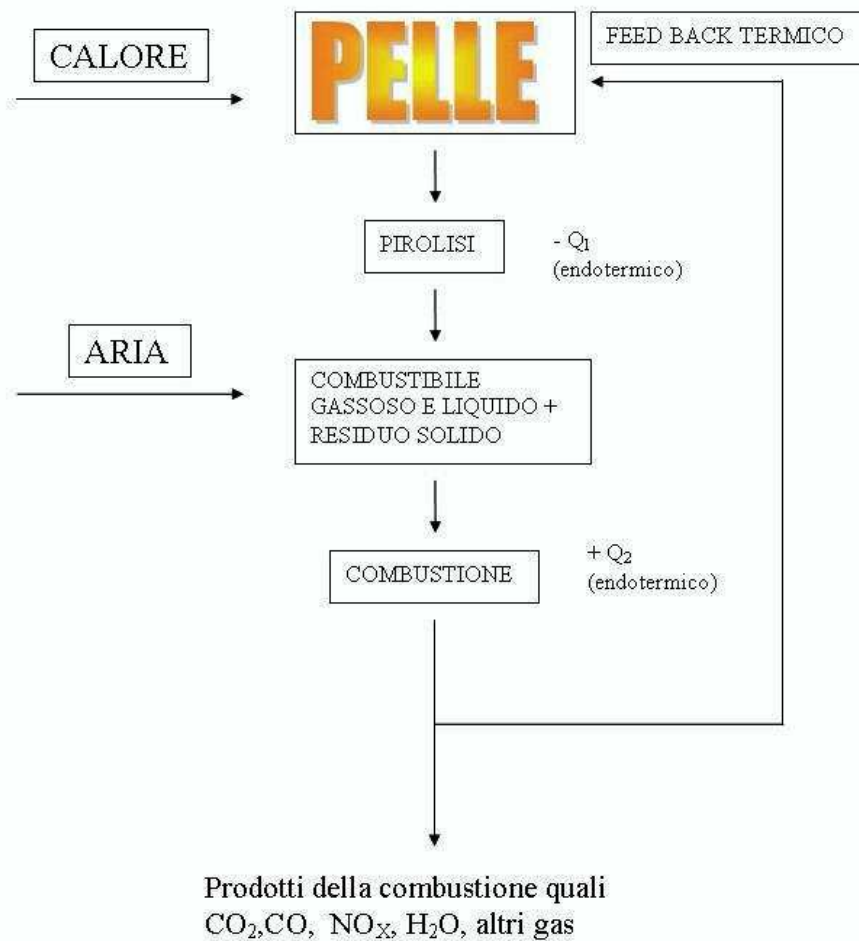 CALORE
PELLE
FEED BACK TERMICO
PIROLISI
- Q₁
(endotermico)
ARIA
COMBUSTIBILE
GASSOSO E LIQUIDO +
RESIDUO SOLIDO
COMBUSTIONE
+ Q₂
(endotermico)
Prodotti della combustione quali
CO₂,CO, NOₓ, H₂O, altri gas